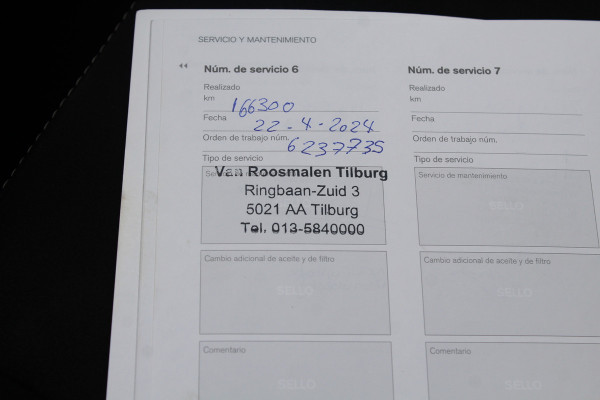 SERVICIO Y MANTENIMIENTO
Núm. de servicio 6
Realizado
km 166300
Fecha 22-4-2024
Orden de trabajo núm. 6237735
Tipo de servicio
Van Roosmalen Tilburg
Ringbaan-Zuid 3
5021 AA Tilburg
Tel. 013-5840000
Cambio adicional de aceite y de filtro
SELLO
Comentario
SELLO
Núm. de servicio 7
Realizado
km
Fecha
Orden de trabajo núm.
Tipo de servicio
Servicio de mantenimiento
SELLO
Cambio adicional de aceite y de filtro
SELLO
Comentario
SELLO